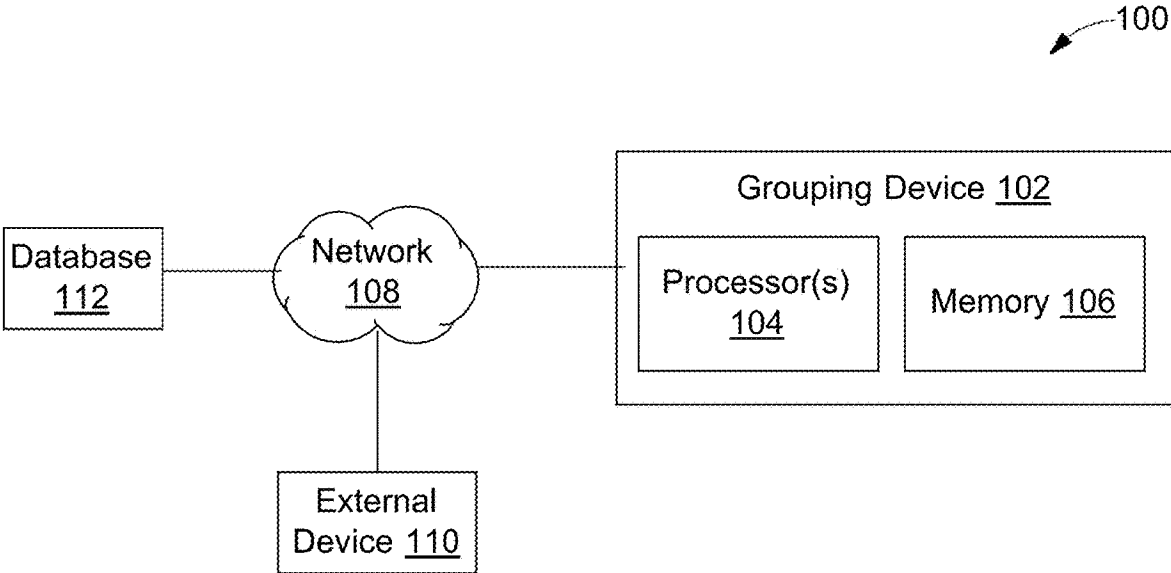 100
Grouping Device 102
Database
112
Network
108
Processor(s)
104
Memory 106
External
Device 110